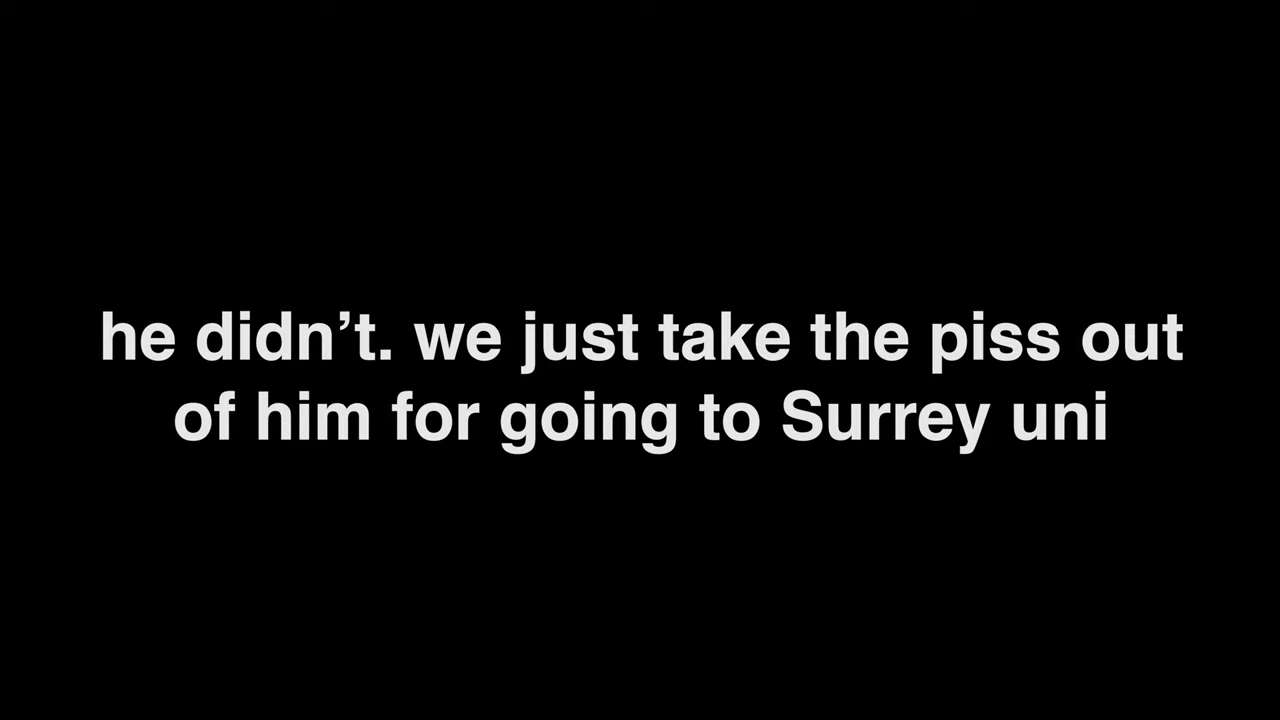 he didn’t. we just take the piss out
of him for going to Surrey uni